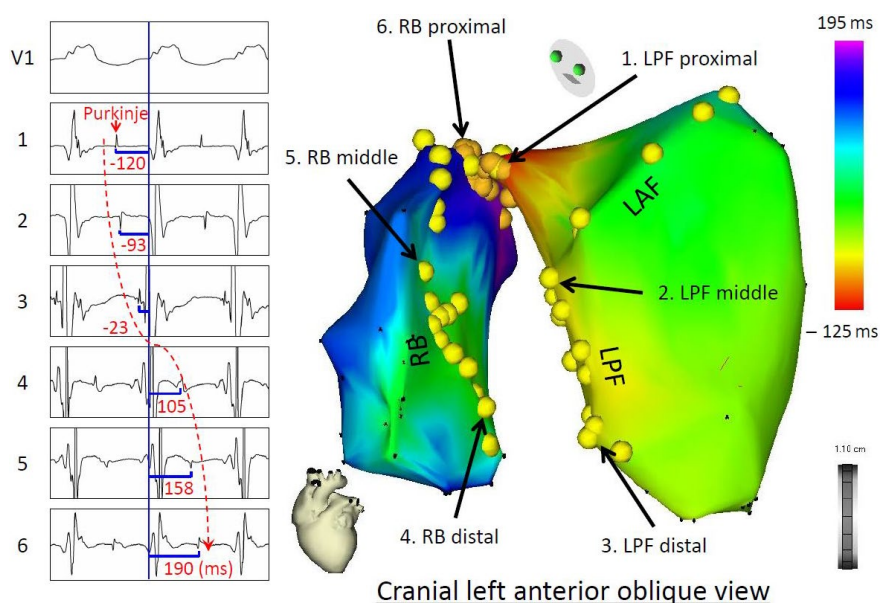 V1
1
Purkinje
-120
2
-93
3
-23
4
105
5
158
6
190 (ms)
6. RB proximal
1. LPF proximal
5. RB middle
LAF
2. LPF middle
RB
LPF
4. RB distal
3. LPF distal
195 ms
– 125 ms
1.10 cm
Cranial left anterior oblique view